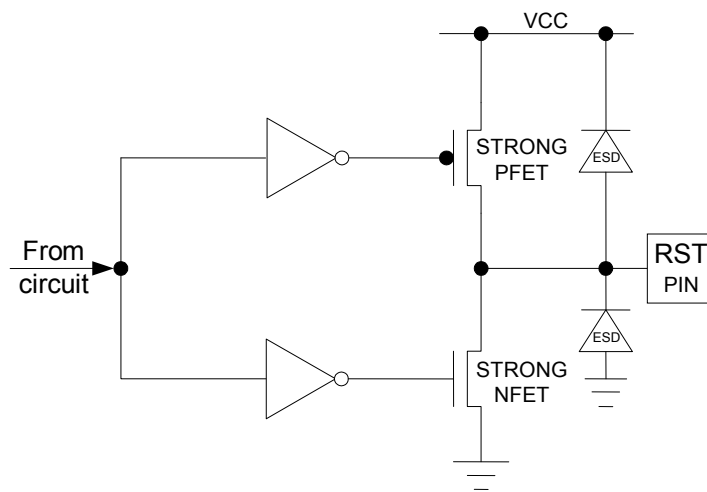 VCC
STRONG
PFET
ESD
From
circuit
RST
PIN
ESD
STRONG
NFET